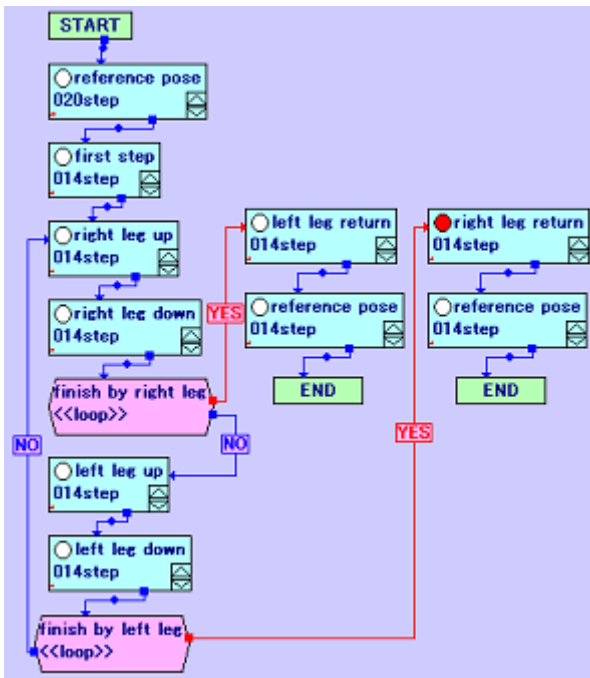 START
reference pose
020step
first step
014step
right leg up
014step
right leg down
014step
finish by right leg
<<loop>>
YES
NO
NO
left leg up
014step
left leg down
014step
finish by left leg
<<loop>>
left leg return
014step
reference pose
014step
END
YES
right leg return
014step
reference pose
014step
END